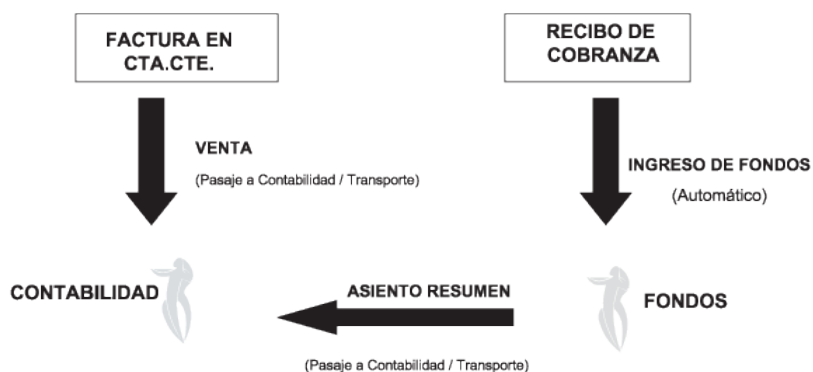 FACTURA EN
CTA.CTE.
RECIBO DE
COBRANZA
VENTA
(Pasaje a Contabilidad / Transporte)
INGRESO DE FONDOS
(Automático)
CONTABILIDAD
ASIENTO RESUMEN
FONDOS
(Pasaje a Contabilidad / Transporte)